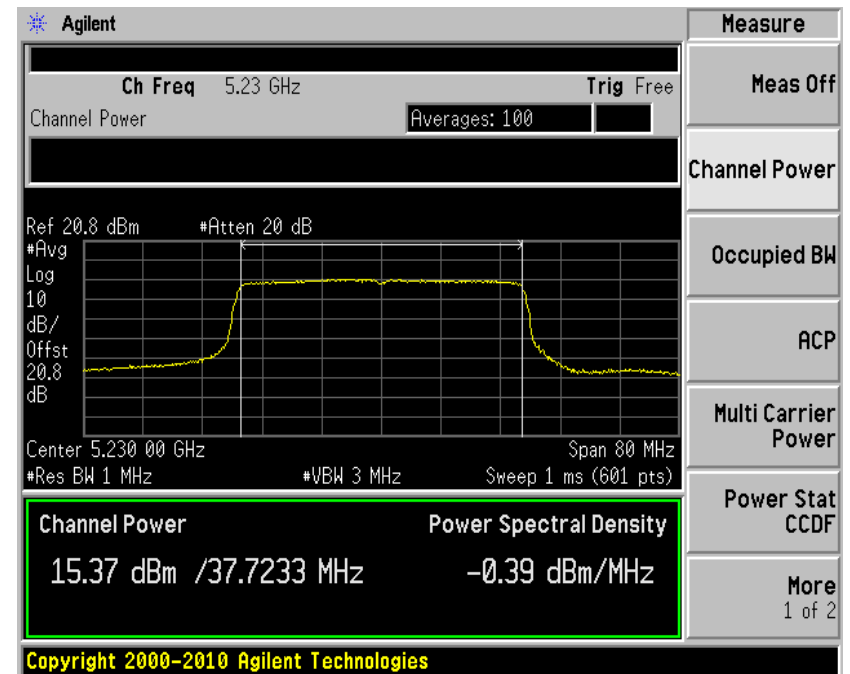 Agilent
Measure
Ch Freq 5.23 GHz Trig Free
Channel Power Averages: 100
Ref 20.8 dBm #Atten 20 dB
#Avg
Log
10
dB/
Offst
20.8
dB
Center 5.230 00 GHz Span 80 MHz
#Res BW 1 MHz #VBW 3 MHz Sweep 1 ms (601 pts)
Channel Power Power Spectral Density
15.37 dBm /37.7233 MHz -0.39 dBm/MHz
Copyright 2000-2010 Agilent Technologies
Meas Off
Channel Power
Occupied BW
ACP
Multi Carrier
Power
Power Stat
CCDF
More
1 of 2